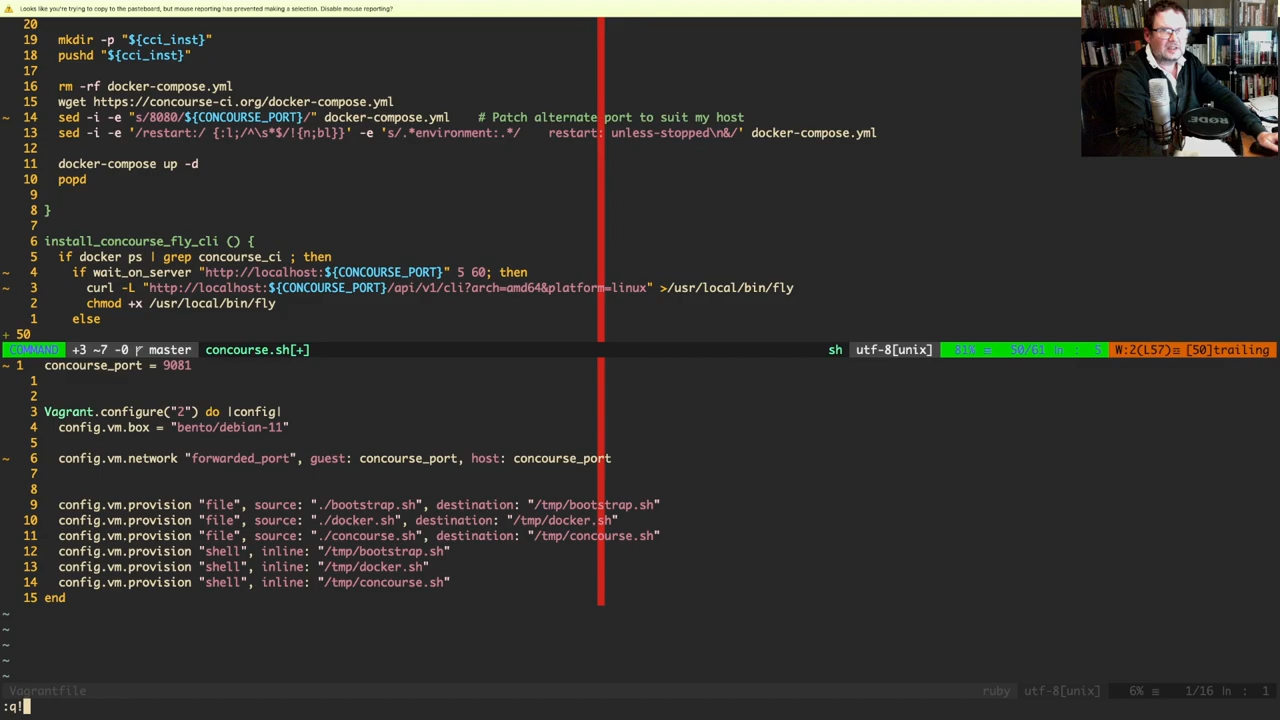 Looks like you're trying to copy to the pasteboard, but mouse reporting has prevented making a selection. Disable mouse reporting?
20
19 mkdir -p "${cci_inst}"
18 pushd "${cci_inst}"
17
16 rm -rf docker-compose.yml
15 wget https://concourse-ci.org/docker-compose.yml
~ 14 sed -i -e "s/8080/${CONCOURSE_PORT}/" docker-compose.yml # Patch alternate port to suit my host
13 sed -i -e '/restart:/ {:l;/^\s*$/!{n;bl}}' -e 's/.*environment:.*/    restart: unless-stopped\n&/' docker-compose.yml
12
11 docker-compose up -d
10 popd
9
8 }
7
6 install_concourse_fly_cli () {
5 if docker ps | grep concourse_ci ; then
~ 4 if wait_on_server "http://localhost:${CONCOURSE_PORT}" 5 60; then
~ 3 curl -L "http://localhost:${CONCOURSE_PORT}/api/v1/cli?arch=amd64&platform=linux" >/usr/local/bin/fly
2 chmod +x /usr/local/bin/fly
1 else
+ 50
COMMAND +3 ~7 -0 master concourse.sh[+] sh utf-8[unix] 81% ≡ 50/61 ln : 5 W:2(L57)≡ [50]trailing
~ 1 concourse_port = 9081
1
2
3 Vagrant.configure("2") do |config|
4 config.vm.box = "bento/debian-11"
5
~ 6 config.vm.network "forwarded_port", guest: concourse_port, host: concourse_port
7
8
9 config.vm.provision "file", source: "./bootstrap.sh", destination: "/tmp/bootstrap.sh"
10 config.vm.provision "file", source: "./docker.sh", destination: "/tmp/docker.sh"
11 config.vm.provision "file", source: "./concourse.sh", destination: "/tmp/concourse.sh"
12 config.vm.provision "shell", inline: "/tmp/bootstrap.sh"
13 config.vm.provision "shell", inline: "/tmp/docker.sh"
14 config.vm.provision "shell", inline: "/tmp/concourse.sh"
15 end
~
~
~
~
~
Vagrantfile ruby utf-8[unix] 6% ≡ 1/16 ln : 1
:q!
RODE